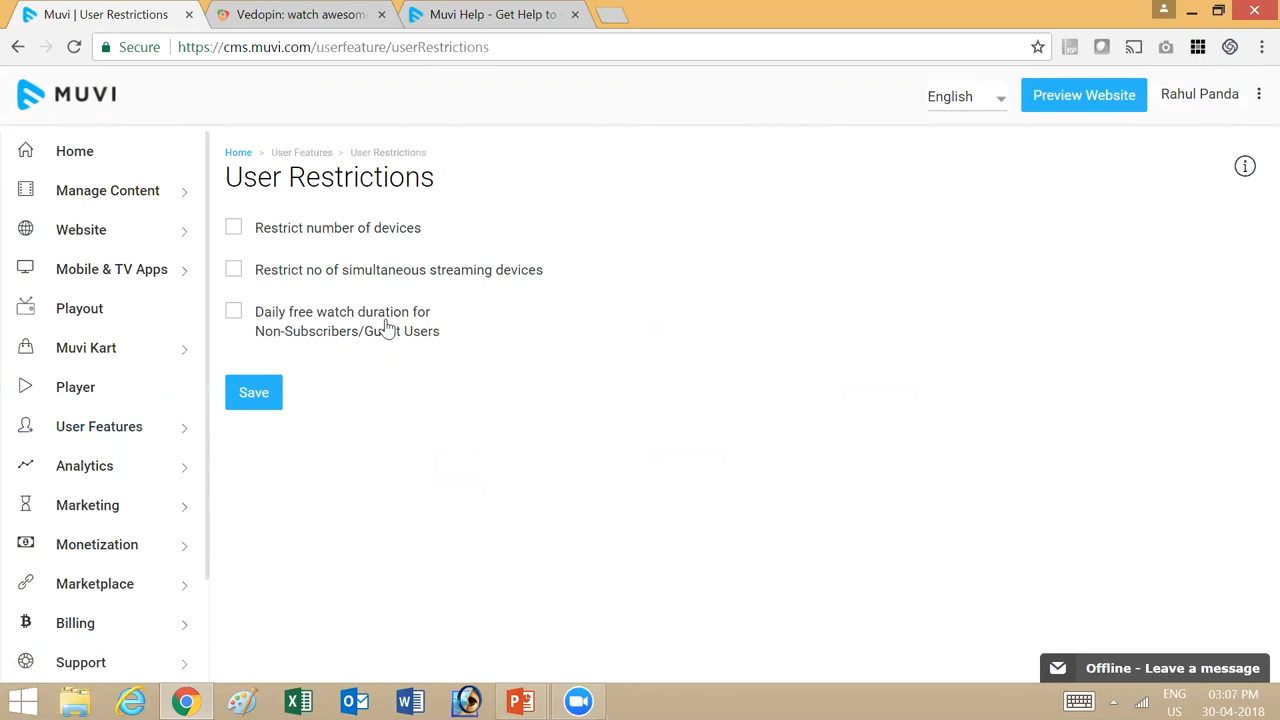 Muvi | User Restrictions
Vedopin: watch awesom
Muvi Help - Get Help to
Secure
https://cms.muvi.com/userfeature/userRestrictions
MUVI
English
Preview Website
Rahul Panda
Home
Manage Content
Website
Mobile & TV Apps
Playout
Muvi Kart
Player
User Features
Analytics
Marketing
Monetization
Marketplace
Billing
Support
Home > User Features > User Restrictions
User Restrictions
Restrict number of devices
Restrict no of simultaneous streaming devices
Daily free watch duration for
Non-Subscribers/Guest Users
Save
Offline - Leave a message
ENG
US
03:07 PM
30-04-2018